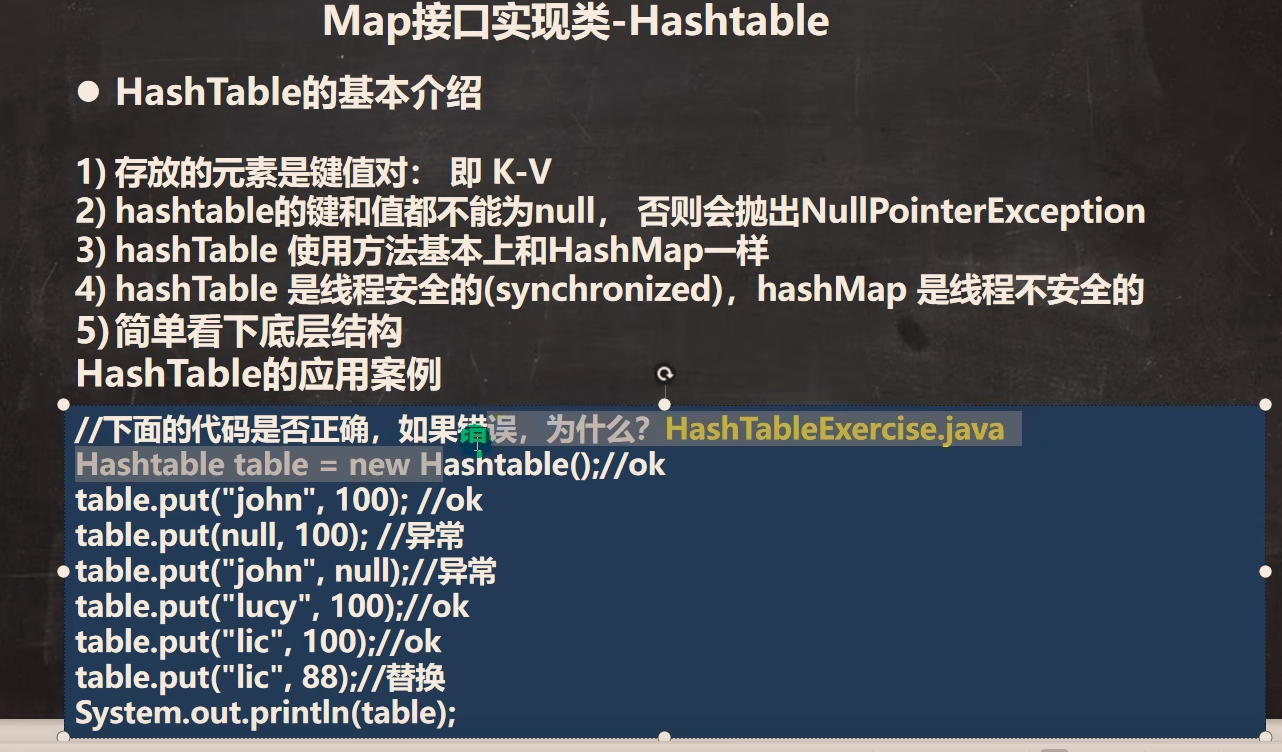 Map接口实现类-Hashtable
● HashTable的基本介绍
1) 存放的元素是键值对： 即 K-V
2) hashtable的键和值都不能为null， 否则会抛出NullPointerException
3) hashTable 使用方法基本上和HashMap一样
4) hashTable 是线程安全的(synchronized)，hashMap 是线程不安全的
5) 简单看下底层结构
HashTable的应用案例
//下面的代码是否正确，如果错误，为什么？HashTableExercise.java
Hashtable table = new Hashtable();//ok
table.put("john", 100); //ok
table.put(null, 100); //异常
table.put("john", null);//异常
table.put("lucy", 100);//ok
table.put("lic", 100);//ok
table.put("lic", 88);//替换
System.out.println(table);